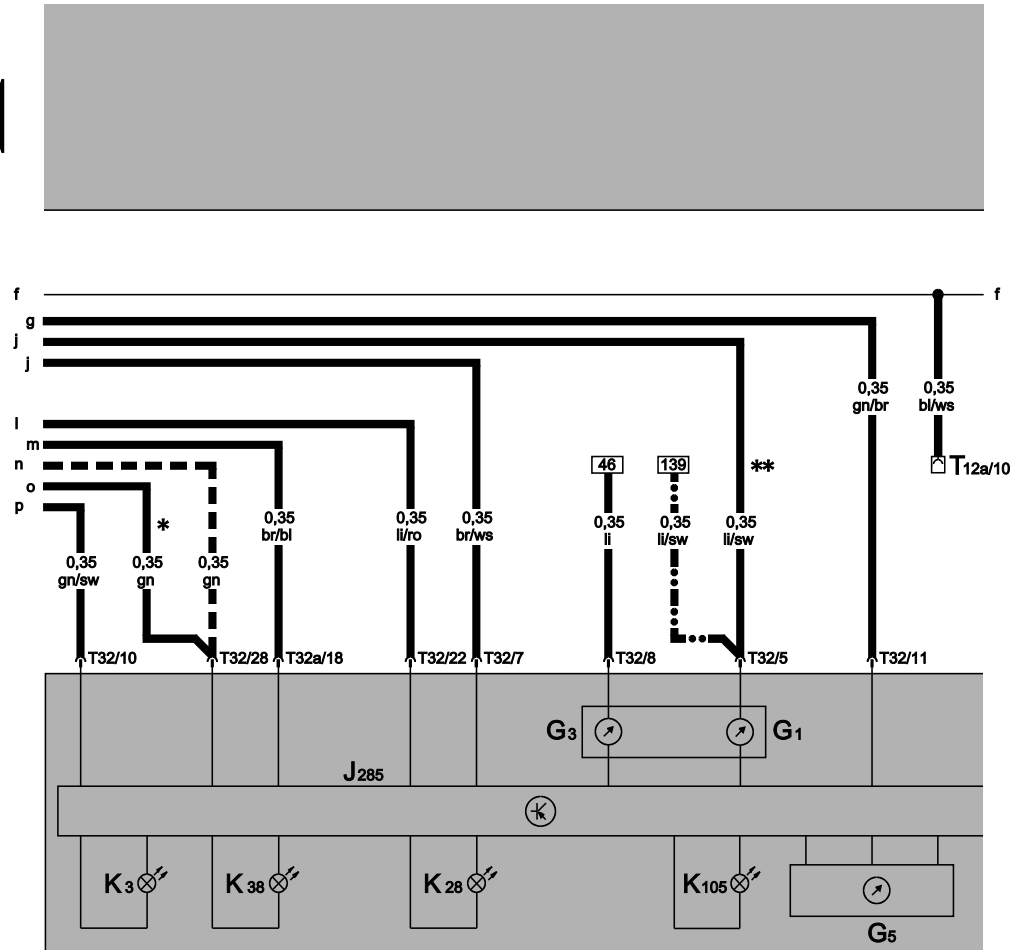 f f
g
j
j
0,35 0,35
gn/br bl/ws
l
m
n
46 139 ** T12a/10
o
p
*
0,35 0,35 0,35 0,35 0,35 0,35
br/bl li/ro br/ws li li/sw li/sw
0,35 0,35 0,35
gn/sw gn gn
T32/10 T32/28 T32a/18 T32/22 T32/7 T32/8 T32/5 T32/11
G3 G1
J285
K3 K38 K28 K105
G5